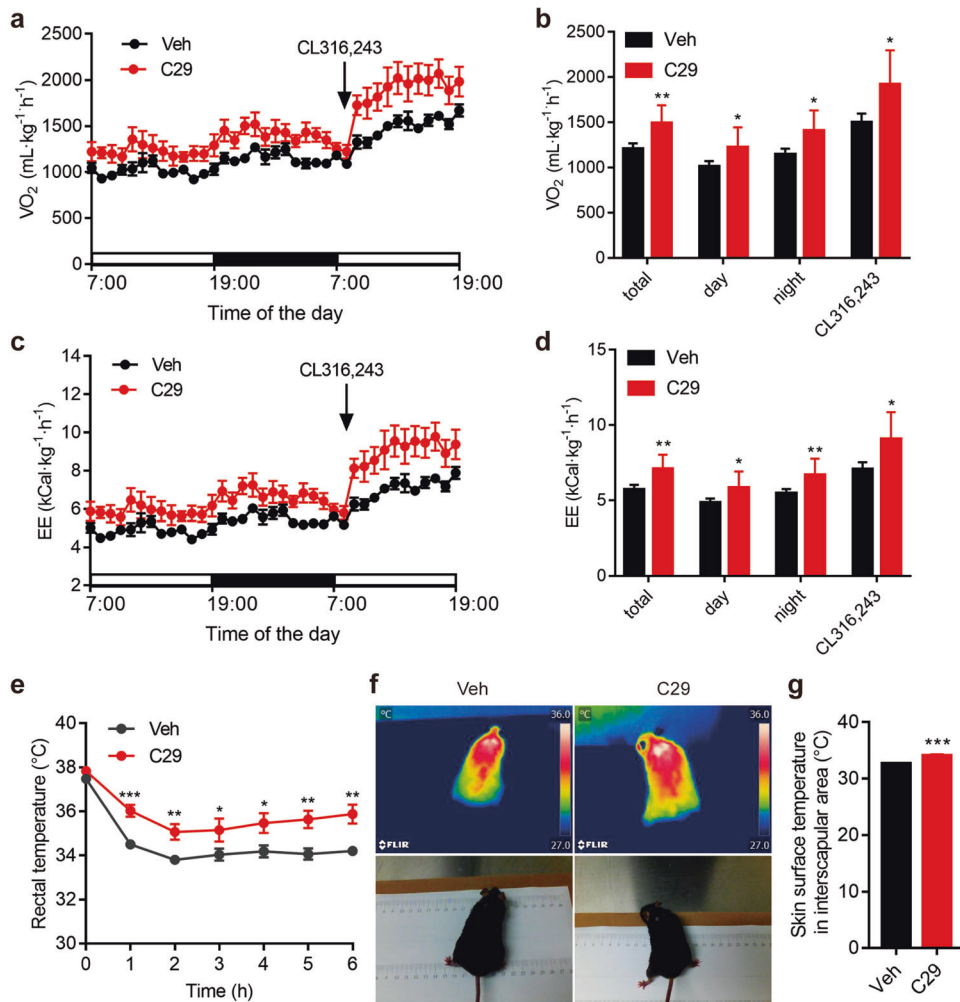 a
Veh
C29
CL316,243
2500
2000
1500
1000
500
0
VO₂ (mL·kg⁻¹·h⁻¹)
7:00
19:00
7:00
19:00
Time of the day
b
Veh
C29
2500
2000
1500
1000
500
0
VO₂ (mL·kg⁻¹·h⁻¹)
**
*
*
*
total
day
night
CL316,243
c
Veh
C29
CL316,243
14
12
10
8
6
4
2
EE (kCal·kg⁻¹·h⁻¹)
7:00
19:00
7:00
19:00
Time of the day
d
Veh
C29
15
10
5
0
EE (kCal·kg⁻¹·h⁻¹)
**
*
**
*
total
day
night
CL316,243
e
Veh
C29
40
38
36
34
32
30
Rectal temperature (°C)
***
**
*
*
**
**
0 1 2 3 4 5 6
Time (h)
f
Veh
C29
°C
36.0
27.0
FLIR
°C
36.0
27.0
FLIR
g
40
30
20
10
0
Skin surface temperature
in interscapular area (°C)
***
Veh
C29